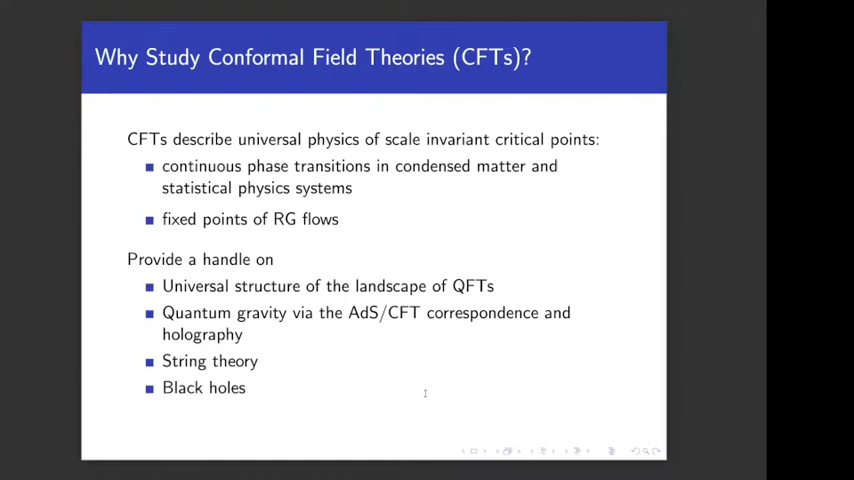 Why Study Conformal Field Theories (CFTs)?
CFTs describe universal physics of scale invariant critical points:
continuous phase transitions in condensed matter and
statistical physics systems
fixed points of RG flows
Provide a handle on
Universal structure of the landscape of QFTs
Quantum gravity via the AdS/CFT correspondence and
holography
String theory
Black holes